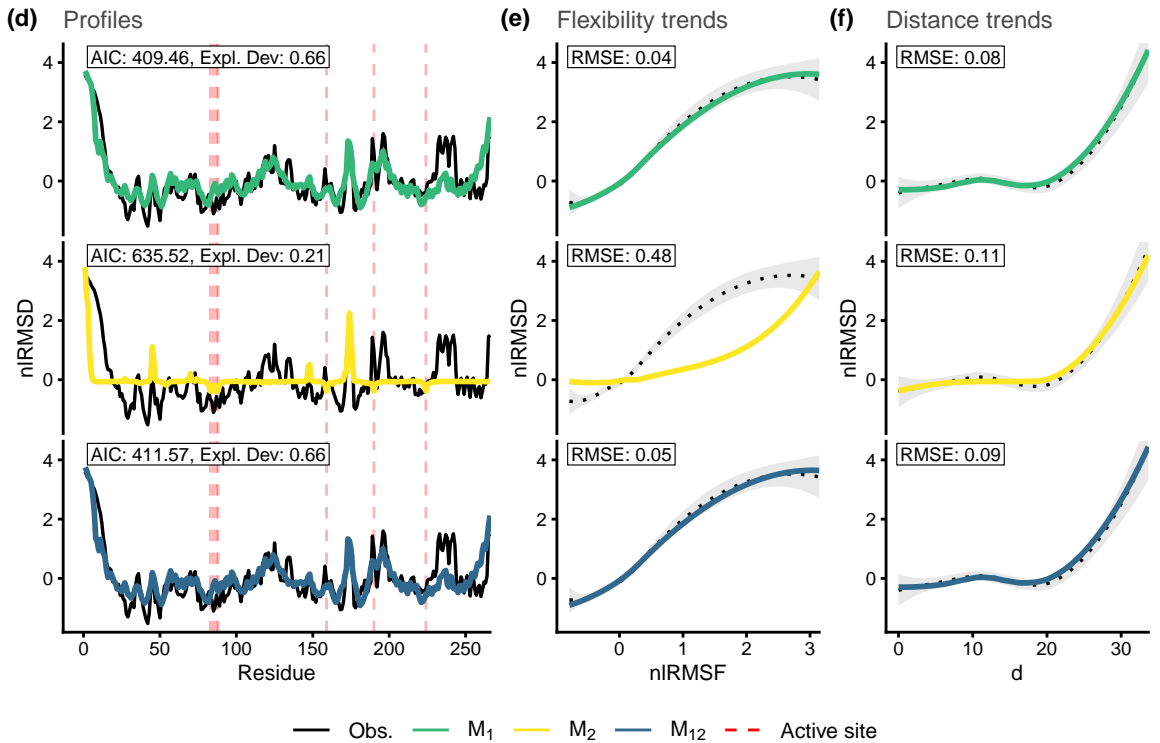 (d) Profiles (e) Flexibility trends (f) Distance trends
AIC: 409.46, Expl. Dev: 0.66
RMSE: 0.04
RMSE: 0.08
4
2
0
4
2
0
4
2
0
AIC: 635.52, Expl. Dev: 0.21
RMSE: 0.48
RMSE: 0.11
nlRMSD
4
2
0
nlRMSD
4
2
0
nlRMSD
4
2
0
AIC: 411.57, Expl. Dev: 0.66
RMSE: 0.05
RMSE: 0.09
4
2
0
4
2
0
4
2
0
0 50 100 150 200 250
0 1 2 3
0 10 20 30
Residue
nlRMSF
d
Obs. M1 M2 M12 Active site